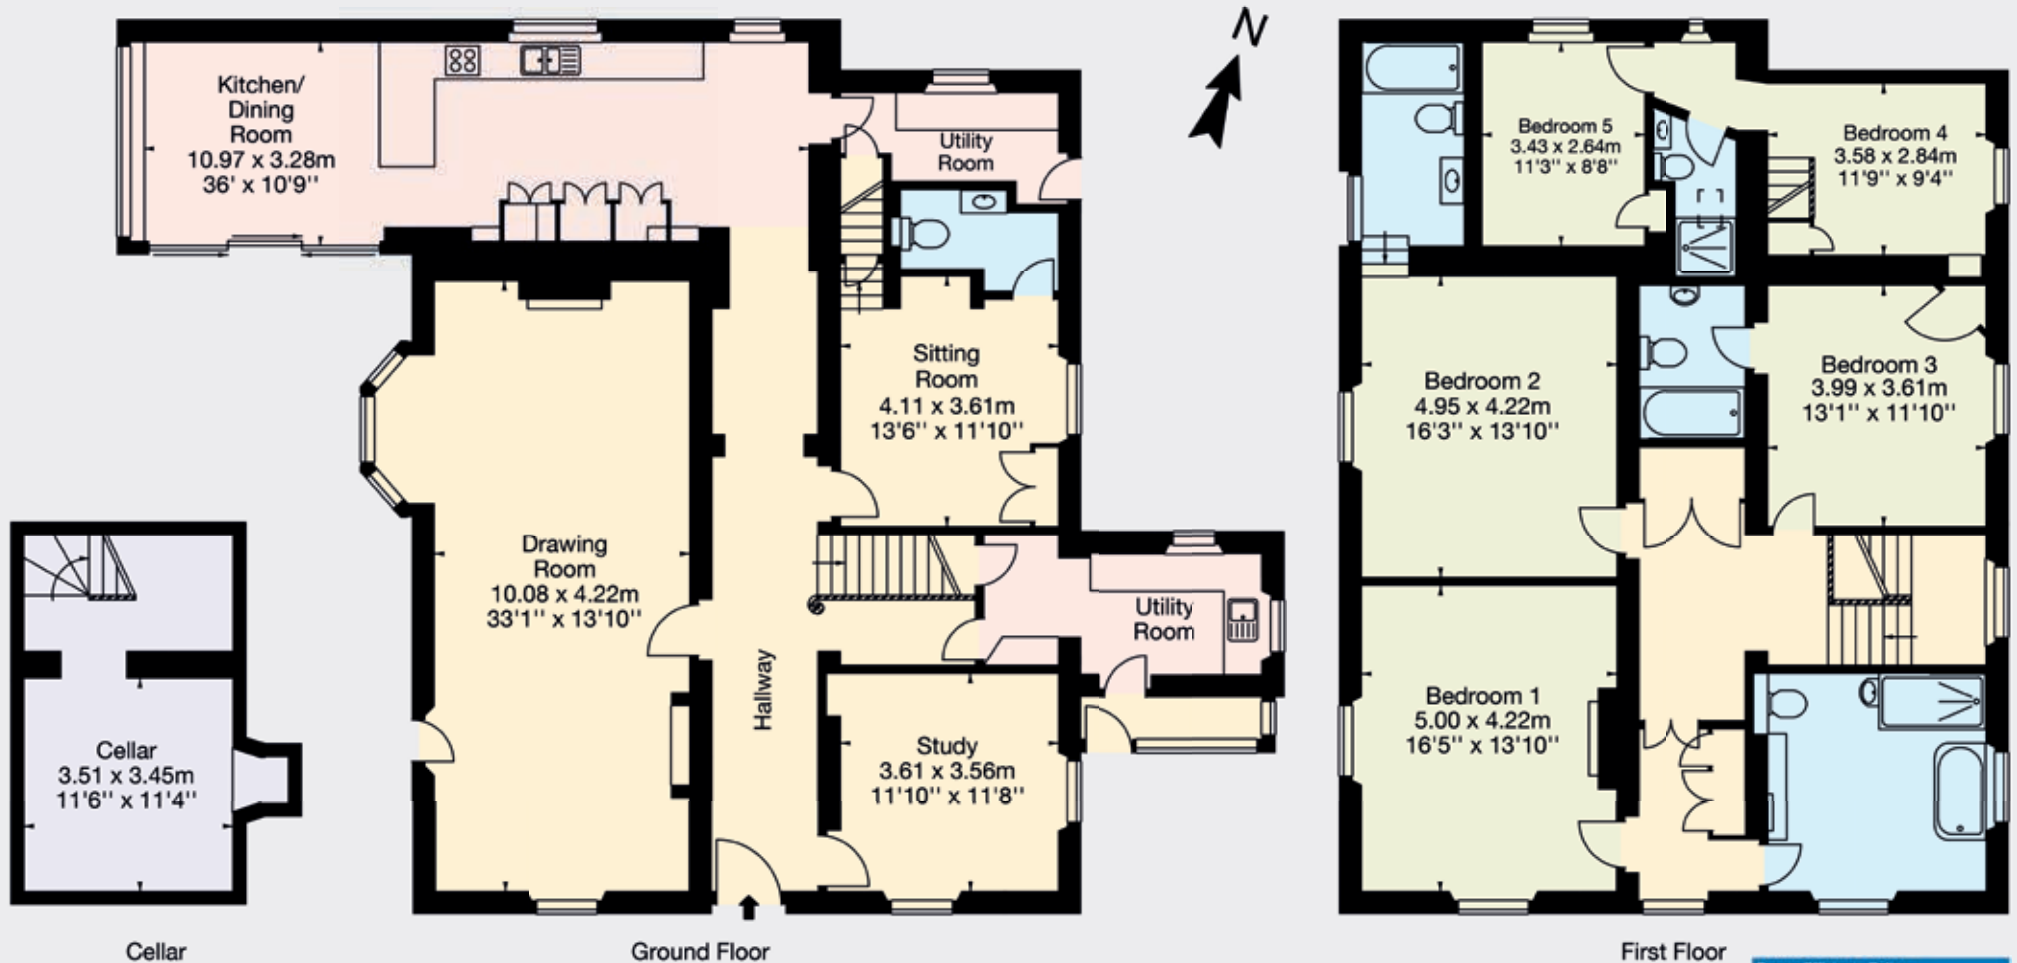 N
Kitchen/
Dining
Room
10.97 x 3.28m
36' x 10'9''
Utility
Room
Sitting
Room
4.11 x 3.61m
13'6'' x 11'10''
Drawing
Room
10.08 x 4.22m
33'1'' x 13'10''
Utility
Room
Hallway
Study
3.61 x 3.56m
11'10'' x 11'8''
Cellar
3.51 x 3.45m
11'6'' x 11'4''
Bedroom 5
3.43 x 2.64m
11'3'' x 8'8''
Bedroom 4
3.58 x 2.84m
11'9'' x 9'4''
Bedroom 2
4.95 x 4.22m
16'3'' x 13'10''
Bedroom 3
3.99 x 3.61m
13'1'' x 11'10''
Bedroom 1
5.00 x 4.22m
16'5'' x 13'10''
Cellar
Ground Floor
First Floor